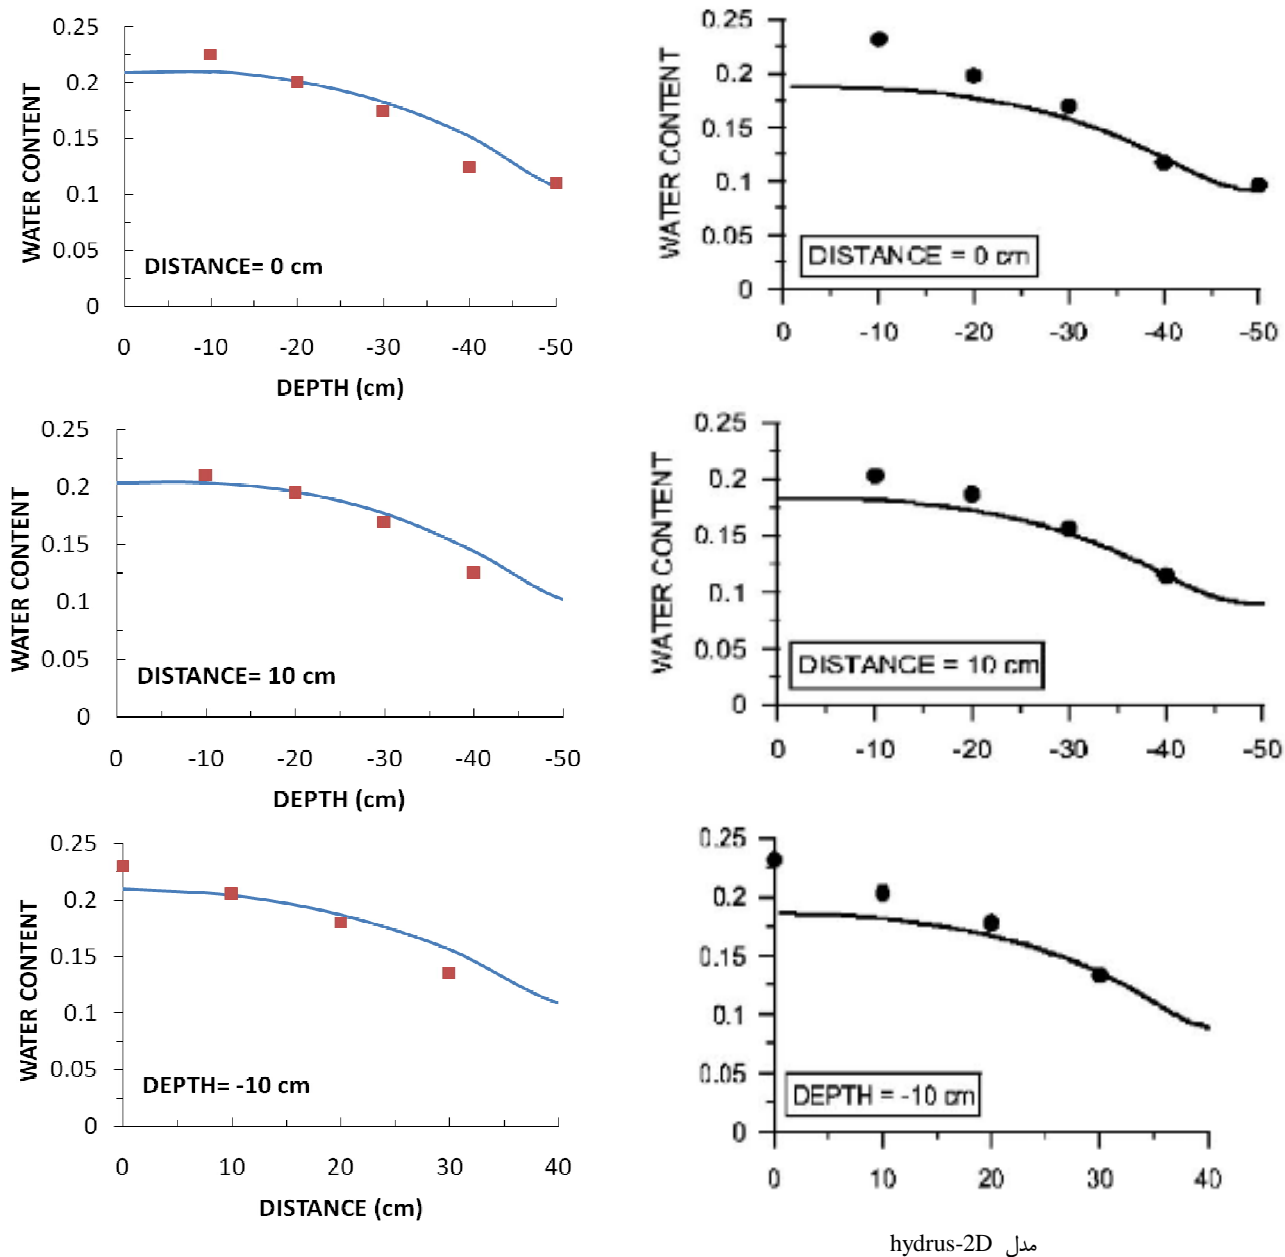 0.25
0.2
0.15
0.1
0.05
0
WATER CONTENT
DISTANCE= 0 cm
0 -10 -20 -30 -40 -50
DEPTH (cm)
0.25
0.2
0.15
0.1
0.05
0
WATER CONTENT
DISTANCE = 0 cm
0 -10 -20 -30 -40 -50
0.25
0.2
0.15
0.1
0.05
0
WATER CONTENT
DISTANCE= 10 cm
0 -10 -20 -30 -40 -50
DEPTH (cm)
0.25
0.2
0.15
0.1
0.05
0
WATER CONTENT
DISTANCE = 10 cm
0 -10 -20 -30 -40 -50
0.25
0.2
0.15
0.1
0.05
0
WATER CONTENT
DEPTH= -10 cm
0 10 20 30 40
DISTANCE (cm)
0.25
0.2
0.15
0.1
0.05
0
DEPTH = -10 cm
0 10 20 30 40
مدل hydrus-2D